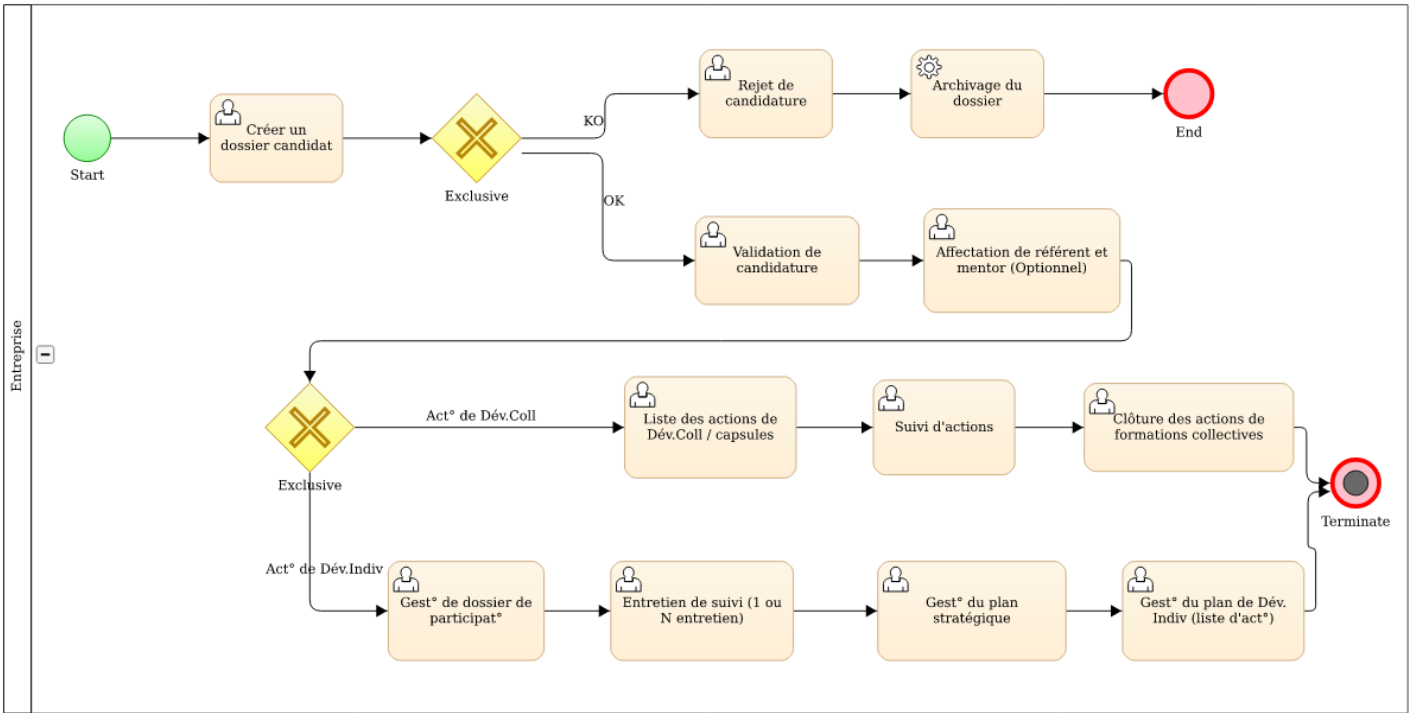 Entreprise
Start
Créer un
dossier candidat
Exclusive
KO
Rejet de
candidature
Archivage du
dossier
End
OK
Validation de
candidature
Affectation de référent et
mentor (Optionnel)
Exclusive
Act° de Dév.Coll
Liste des actions de
Dév.Coll / capsules
Suivi d'actions
Clôture des actions de
formations collectives
Terminate
Act° de Dév.Indiv
Gest° de dossier de
participat°
Entretien de suivi (1 ou
N entretien)
Gest° du plan
stratégique
Gest° du plan de Dév.
Indiv (liste d'act°)